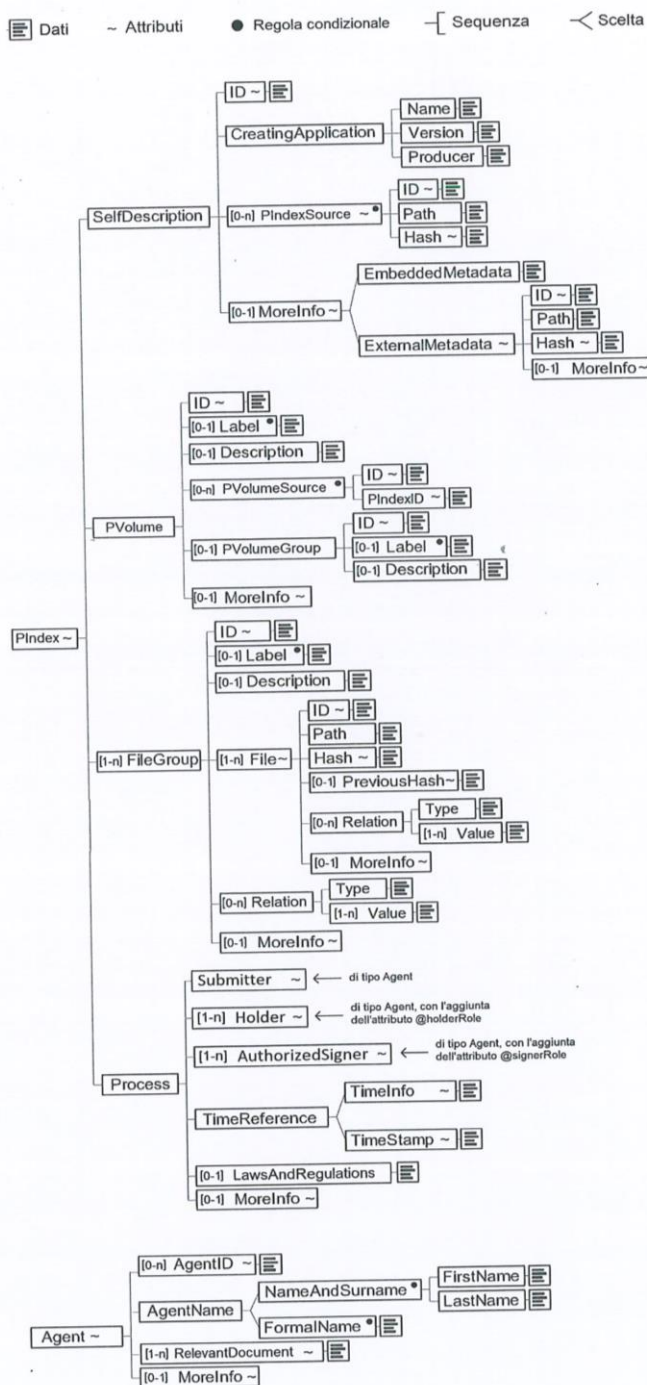 Dati ~ Attributi ● Regola condizionale Sequenza Scelta
ID ~
CreatingApplication
Name
Version
Producer
SelfDescription
[0-n] PIndexSource ~ ●
ID ~
Path
Hash ~
[0-1] MoreInfo ~
EmbeddedMetadata
ExternalMetadata ~
ID ~
Path
Hash ~
[0-1] MoreInfo ~
PVolume
ID ~
[0-1] Label ●
[0-1] Description
[0-n] PVolumeSource ●
ID ~
PIndexID ~
[0-1] PVolumeGroup
ID ~
[0-1] Label ●
[0-1] Description
[0-1] MoreInfo ~
PIndex ~
[1-n] FileGroup
ID ~
[0-1] Label ●
[0-1] Description
[1-n] File ~
ID ~
Path
Hash ~
[0-1] PreviousHash ~
[0-n] Relation
Type
[1-n] Value
[0-1] MoreInfo ~
[0-n] Relation
Type
[1-n] Value
[0-1] MoreInfo ~
Process
Submitter ~
di tipo Agent
[1-n] Holder ~
di tipo Agent, con l'aggiunta
dell'attributo @holderRole
[1-n] AuthorizedSigner ~
di tipo Agent, con l'aggiunta
dell'attributo @signerRole
TimeReference
TimeInfo ~
TimeStamp ~
[0-1] LawsAndRegulations
[0-1] MoreInfo ~
Agent ~
[0-n] AgentID ~
AgentName
NameAndSurname ●
FirstName
LastName
FormalName ●
[1-n] RelevantDocument ~
[0-1] MoreInfo ~